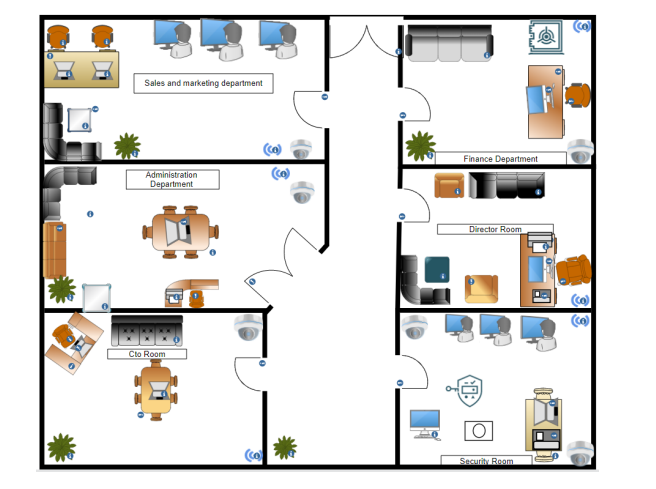 Sales and marketing department
Finance Department
Administration
Department
Director Room
Cto Room
Security Room